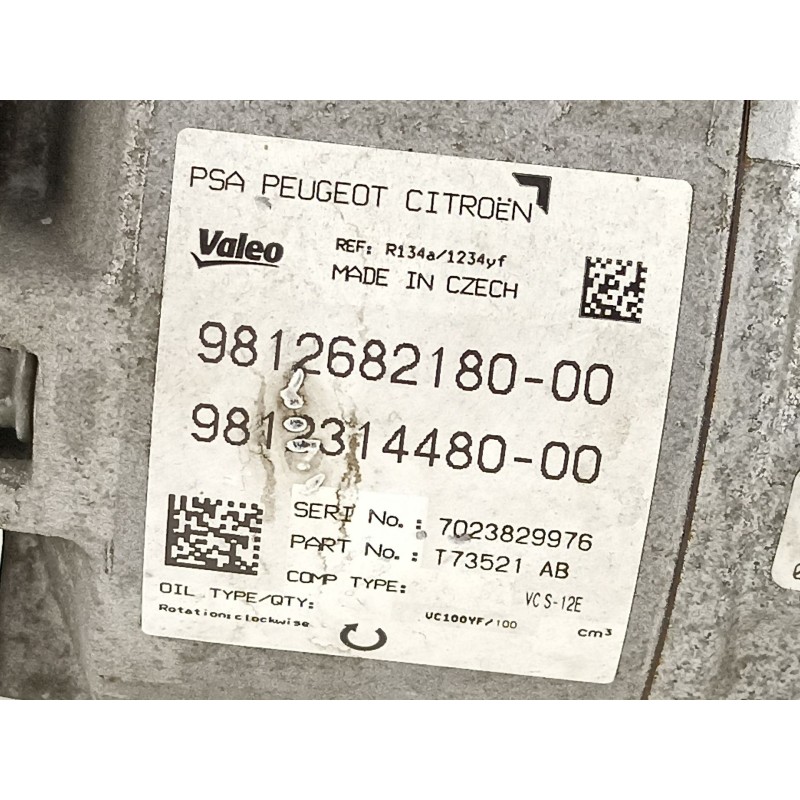 PSA PEUGEOT CITROËN
Valeo
REF: R134a/1234yf
MADE IN CZECH
9812682180-00
9812314480-00
SERI No.: 7023829976
PART No.: T73521 AB
COMP TYPE: VCS-12E
OIL TYPE/QTY: VC100YF/100 cm³
Rotation:clockwise